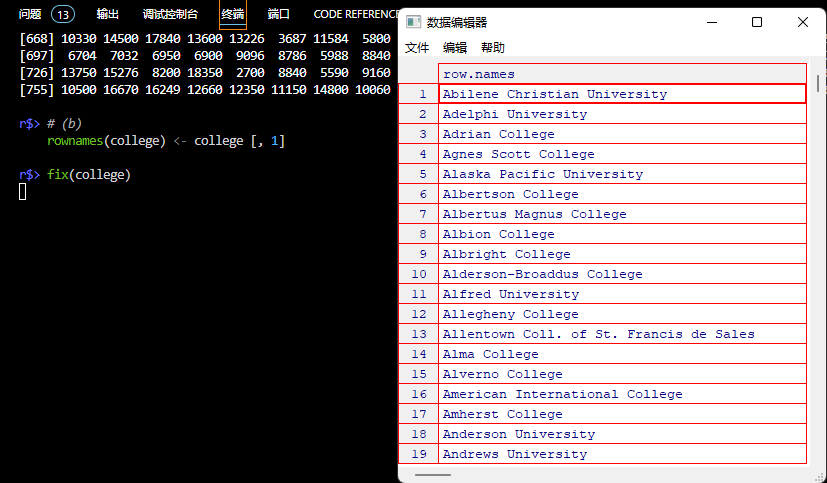 问题 13 输出 调试控制台 终端 端口 CODE REFERENCE
[668] 10330 14500 17840 13600 13226 3687 11584 5800
[697] 6704 7032 6950 6900 9096 8786 5988 8840
[726] 13750 15276 8200 18350 2700 8840 5590 9160
[755] 10500 16670 16249 12660 12350 11150 14800 10060
r$> # (b)
rownames(college) <- college [, 1]
r$> fix(college)
数据编辑器
文件 编辑 帮助
row.names
1 Abilene Christian University
2 Adelphi University
3 Adrian College
4 Agnes Scott College
5 Alaska Pacific University
6 Albertson College
7 Albertus Magnus College
8 Albion College
9 Albright College
10 Alderson-Broaddus College
11 Alfred University
12 Allegheny College
13 Allentown Coll. of St. Francis de Sales
14 Alma College
15 Alverno College
16 American International College
17 Amherst College
18 Anderson University
19 Andrews University